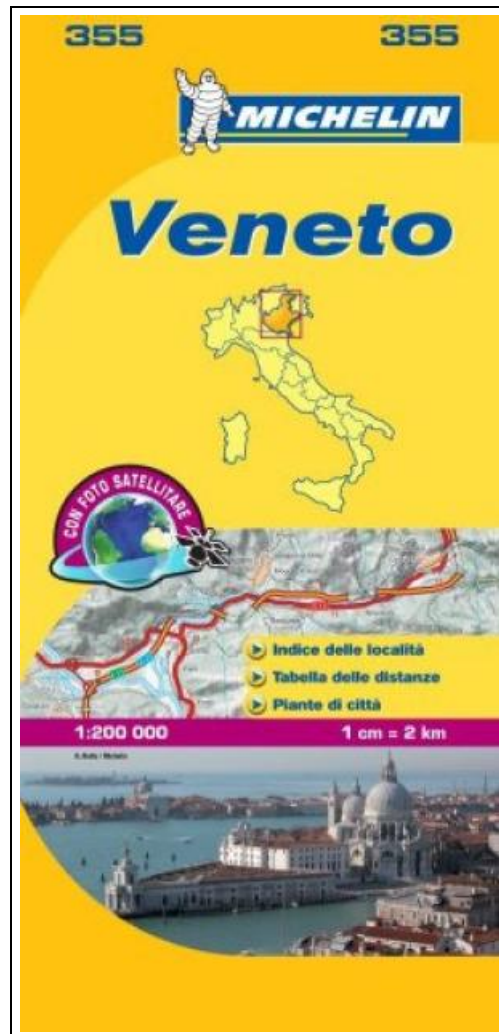 355 355
MICHELIN
Veneto
CON FOTO SATELLITARE
Indice delle località
Tabella delle distanze
Piante di città
1:200 000 1 cm = 2 km